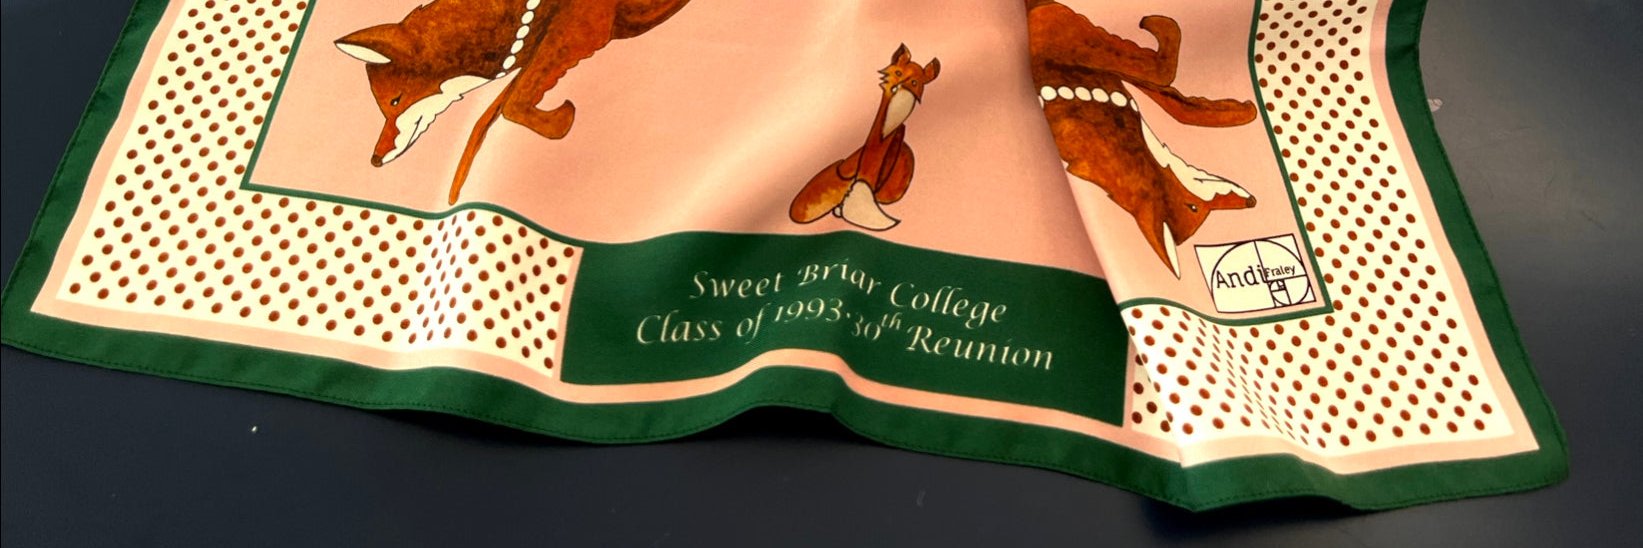 Sweet Briar College
Class of 1993·30th Reunion
Andi Fraley